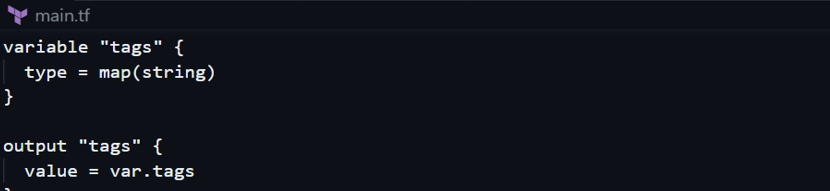 main.tf
variable "tags" {
  type = map(string)
}

output "tags" {
  value = var.tags